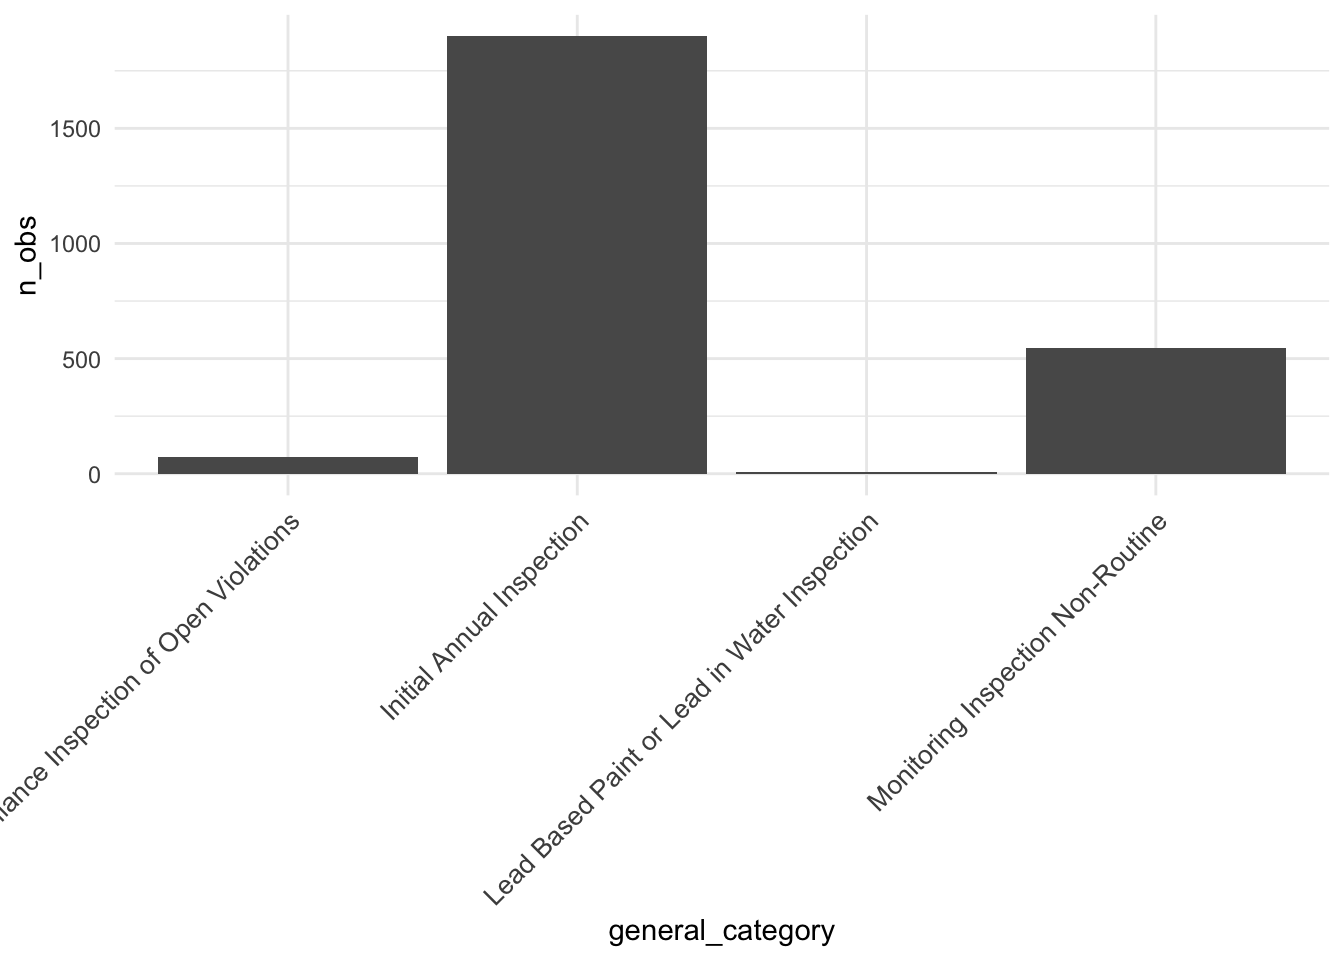 n_obs
1500
1000
500
0
Inspection of Open Violations
Initial Annual Inspection
Lead Based Paint or Lead in Water Inspection
Monitoring Inspection Non-Routine
general_category